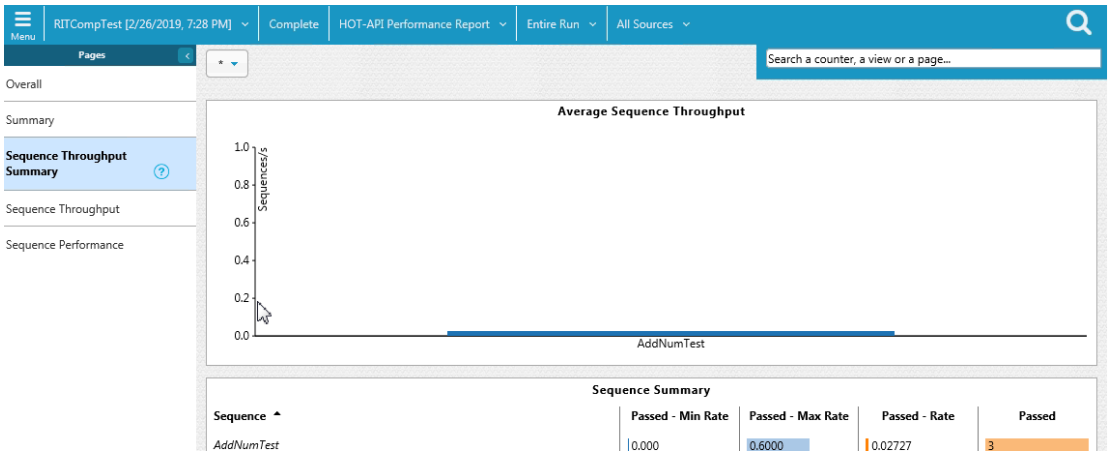 Menu
RITCompTest [2/26/2019, 7:28 PM]
Complete
HOT-API Performance Report
Entire Run
All Sources
Pages
*
Search a counter, a view or a page...
Overall
Summary
Sequence Throughput
Summary
?
Sequence Throughput
Sequence Performance
Average Sequence Throughput
Sequences/s
1.0
0.8
0.6
0.4
0.2
0.0
AddNumTest
Sequence Summary
Sequence Passed - Min Rate Passed - Max Rate Passed - Rate Passed
AddNumTest 0.000 0.6000 0.02727 3